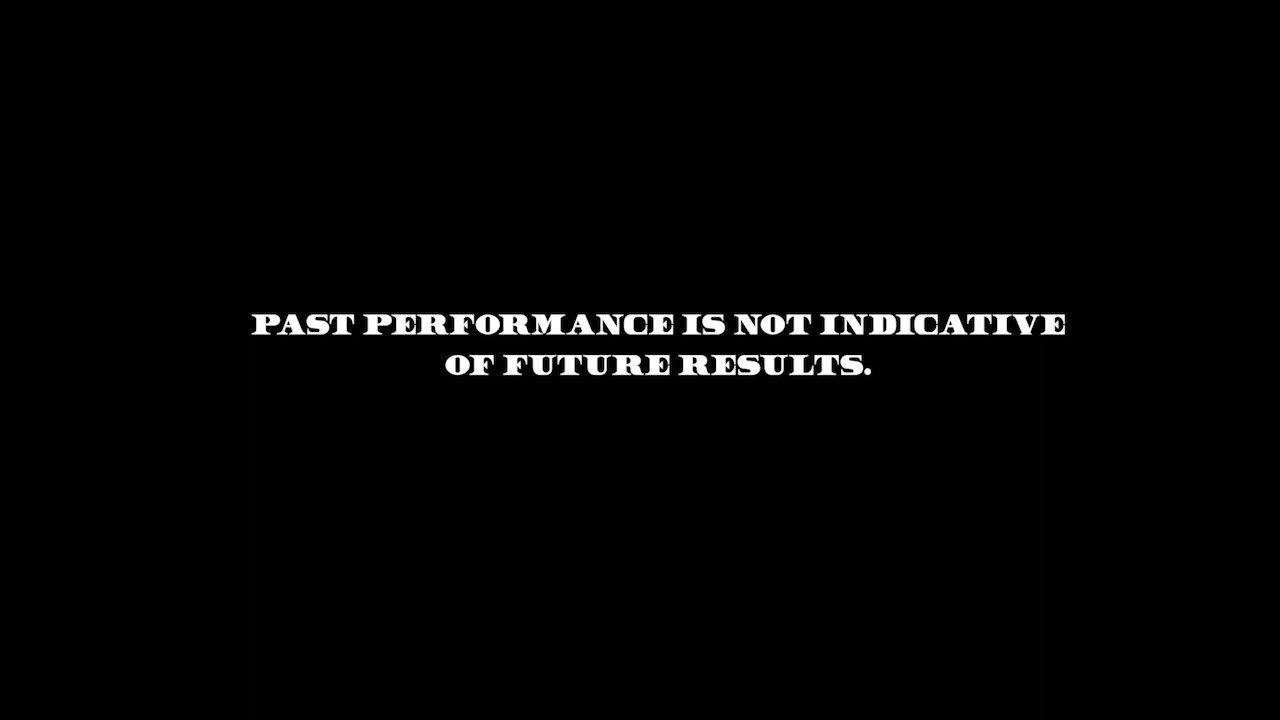 PAST PERFORMANCE IS NOT INDICATIVE
OF FUTURE RESULTS.